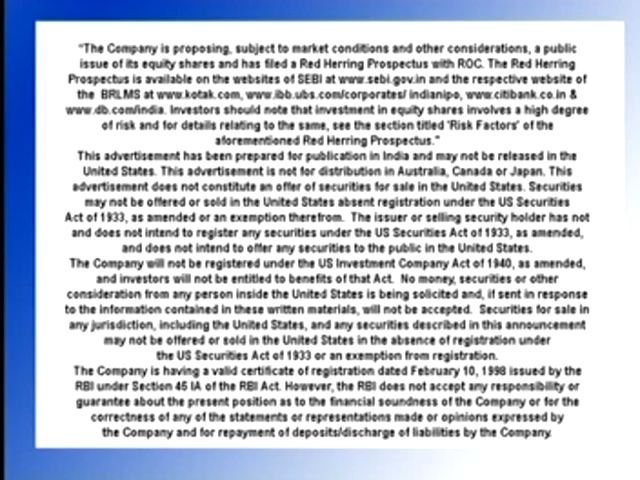 "The Company is proposing, subject to market conditions and other considerations, a public
issue of its equity shares and has filed a Red Herring Prospectus with ROC. The Red Herring
Prospectus is available on the websites of SEBI at www.sebi.gov.in and the respective website of
the BRLMS at www.kotak.com, www.ibb.ubs.com/corporates/ indianipo, www.citibank.co.in &
www.db.com/india. Investors should note that investment in equity shares involves a high degree
of risk and for details relating to the same, see the section titled 'Risk Factors' of the
aforementioned Red Herring Prospectus."
This advertisement has been prepared for publication in India and may not be released in the
United States. This advertisement is not for distribution in Australia, Canada or Japan. This
advertisement does not constitute an offer of securities for sale in the United States. Securities
may not be offered or sold in the United States absent registration under the US Securities
Act of 1933, as amended or an exemption therefrom. The issuer or selling security holder has not
and does not intend to register any securities under the US Securities Act of 1933, as amended,
and does not intend to offer any securities to the public in the United States.
The Company will not be registered under the US Investment Company Act of 1940, as amended,
and investors will not be entitled to benefits of that Act. No money, securities or other
consideration from any person inside the United States is being solicited and, if sent in response
to the information contained in these written materials, will not be accepted. Securities for sale in
any jurisdiction, including the United States, and any securities described in this announcement
may not be offered or sold in the United States in the absence of registration under
the US Securities Act of 1933 or an exemption from registration.
The Company is having a valid certificate of registration dated February 10, 1998 issued by the
RBI under Section 45 IA of the RBI Act. However, the RBI does not accept any responsibility or
guarantee about the present position as to the financial soundness of the Company or for the
correctness of any of the statements or representations made or opinions expressed by
the Company and for repayment of deposits/discharge of liabilities by the Company.